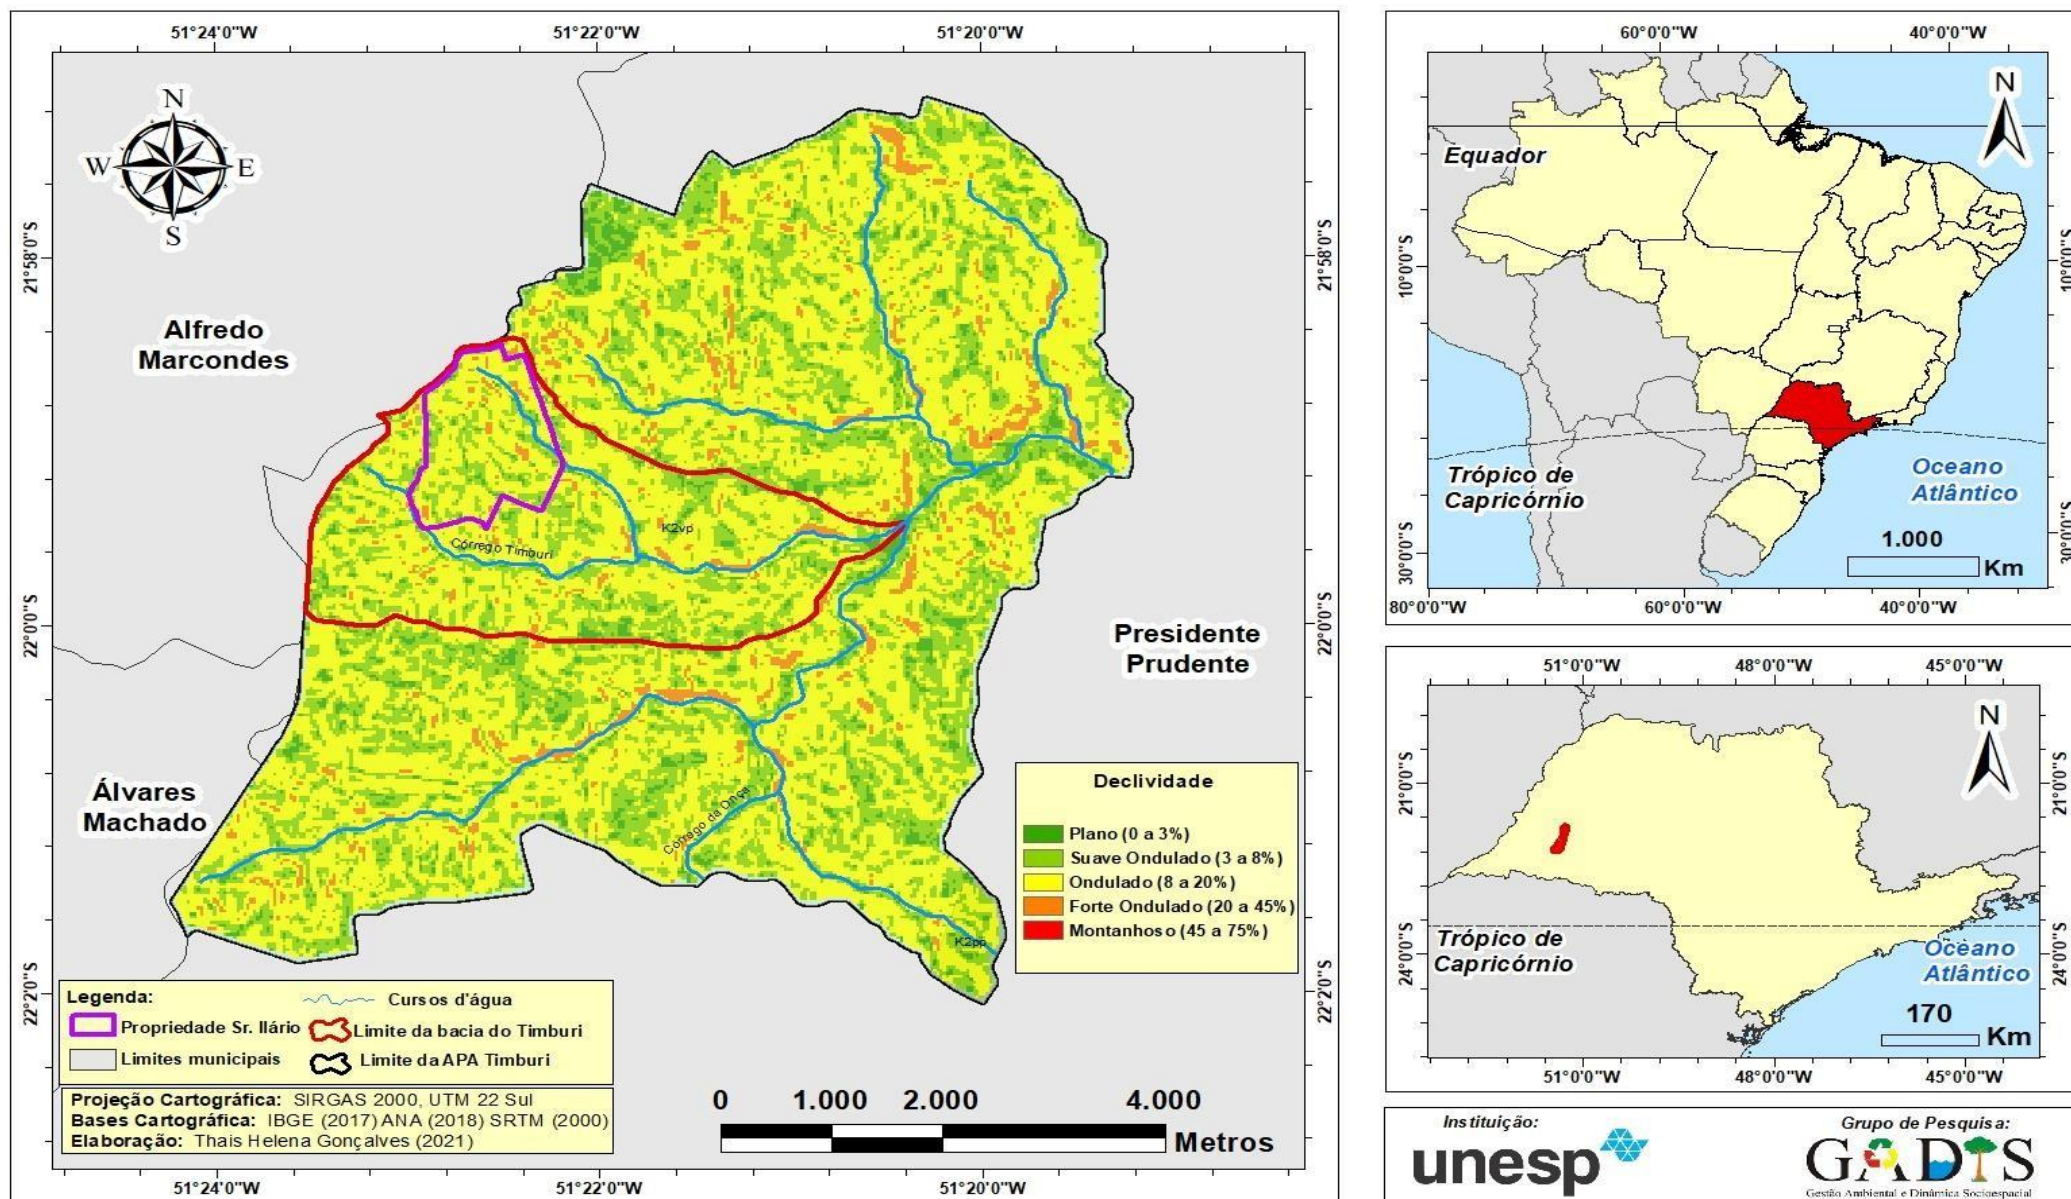 51°24'0"W
51°22'0"W
51°20'0"W
N
W
E
S
21°58'0"S
21°58'0"S
Alfredo
Marcondes
K2vp
Córrego Timburi
22°0'0"S
22°0'0"S
Presidente
Prudente
Álvares
Machado
Córrego da Onça
K2pp
22°2'0"S
22°2'0"S
Declividade
Plano (0 a 3%)
Suave Ondulado (3 a 8%)
Ondulado (8 a 20%)
Forte Ondulado (20 a 45%)
Montanhoso (45 a 75%)
Legenda:
Cursos d'água
Propriedade Sr. Ilário
Limite da bacia do Timburi
Limites municipais
Limite da APA Timburi
Projeção Cartográfica: SIRGAS 2000, UTM 22 Sul
Bases Cartográfica: IBGE (2017) ANA (2018) SRTM (2000)
Elaboração: Thais Helena Gonçalves (2021)
0 1.000 2.000 4.000
Metros
51°24'0"W
51°22'0"W
51°20'0"W
60°0'0"W
40°0'0"W
N
Equador
10°0'0"S
10°0'0"S
Trópico de
Capricórnio
Oceano
Atlântico
30°0'0"S
30°0'0"S
1.000
Km
80°0'0"W
60°0'0"W
40°0'0"W
51°0'0"W
48°0'0"W
45°0'0"W
N
21°0'0"S
21°0'0"S
Trópico de
Capricórnio
Oceano
Atlântico
24°0'0"S
24°0'0"S
170
Km
51°0'0"W
48°0'0"W
45°0'0"W
Instituição:
unesp
Grupo de Pesquisa:
GADIS
Gestão Ambiental e Dinâmica Socioespacial